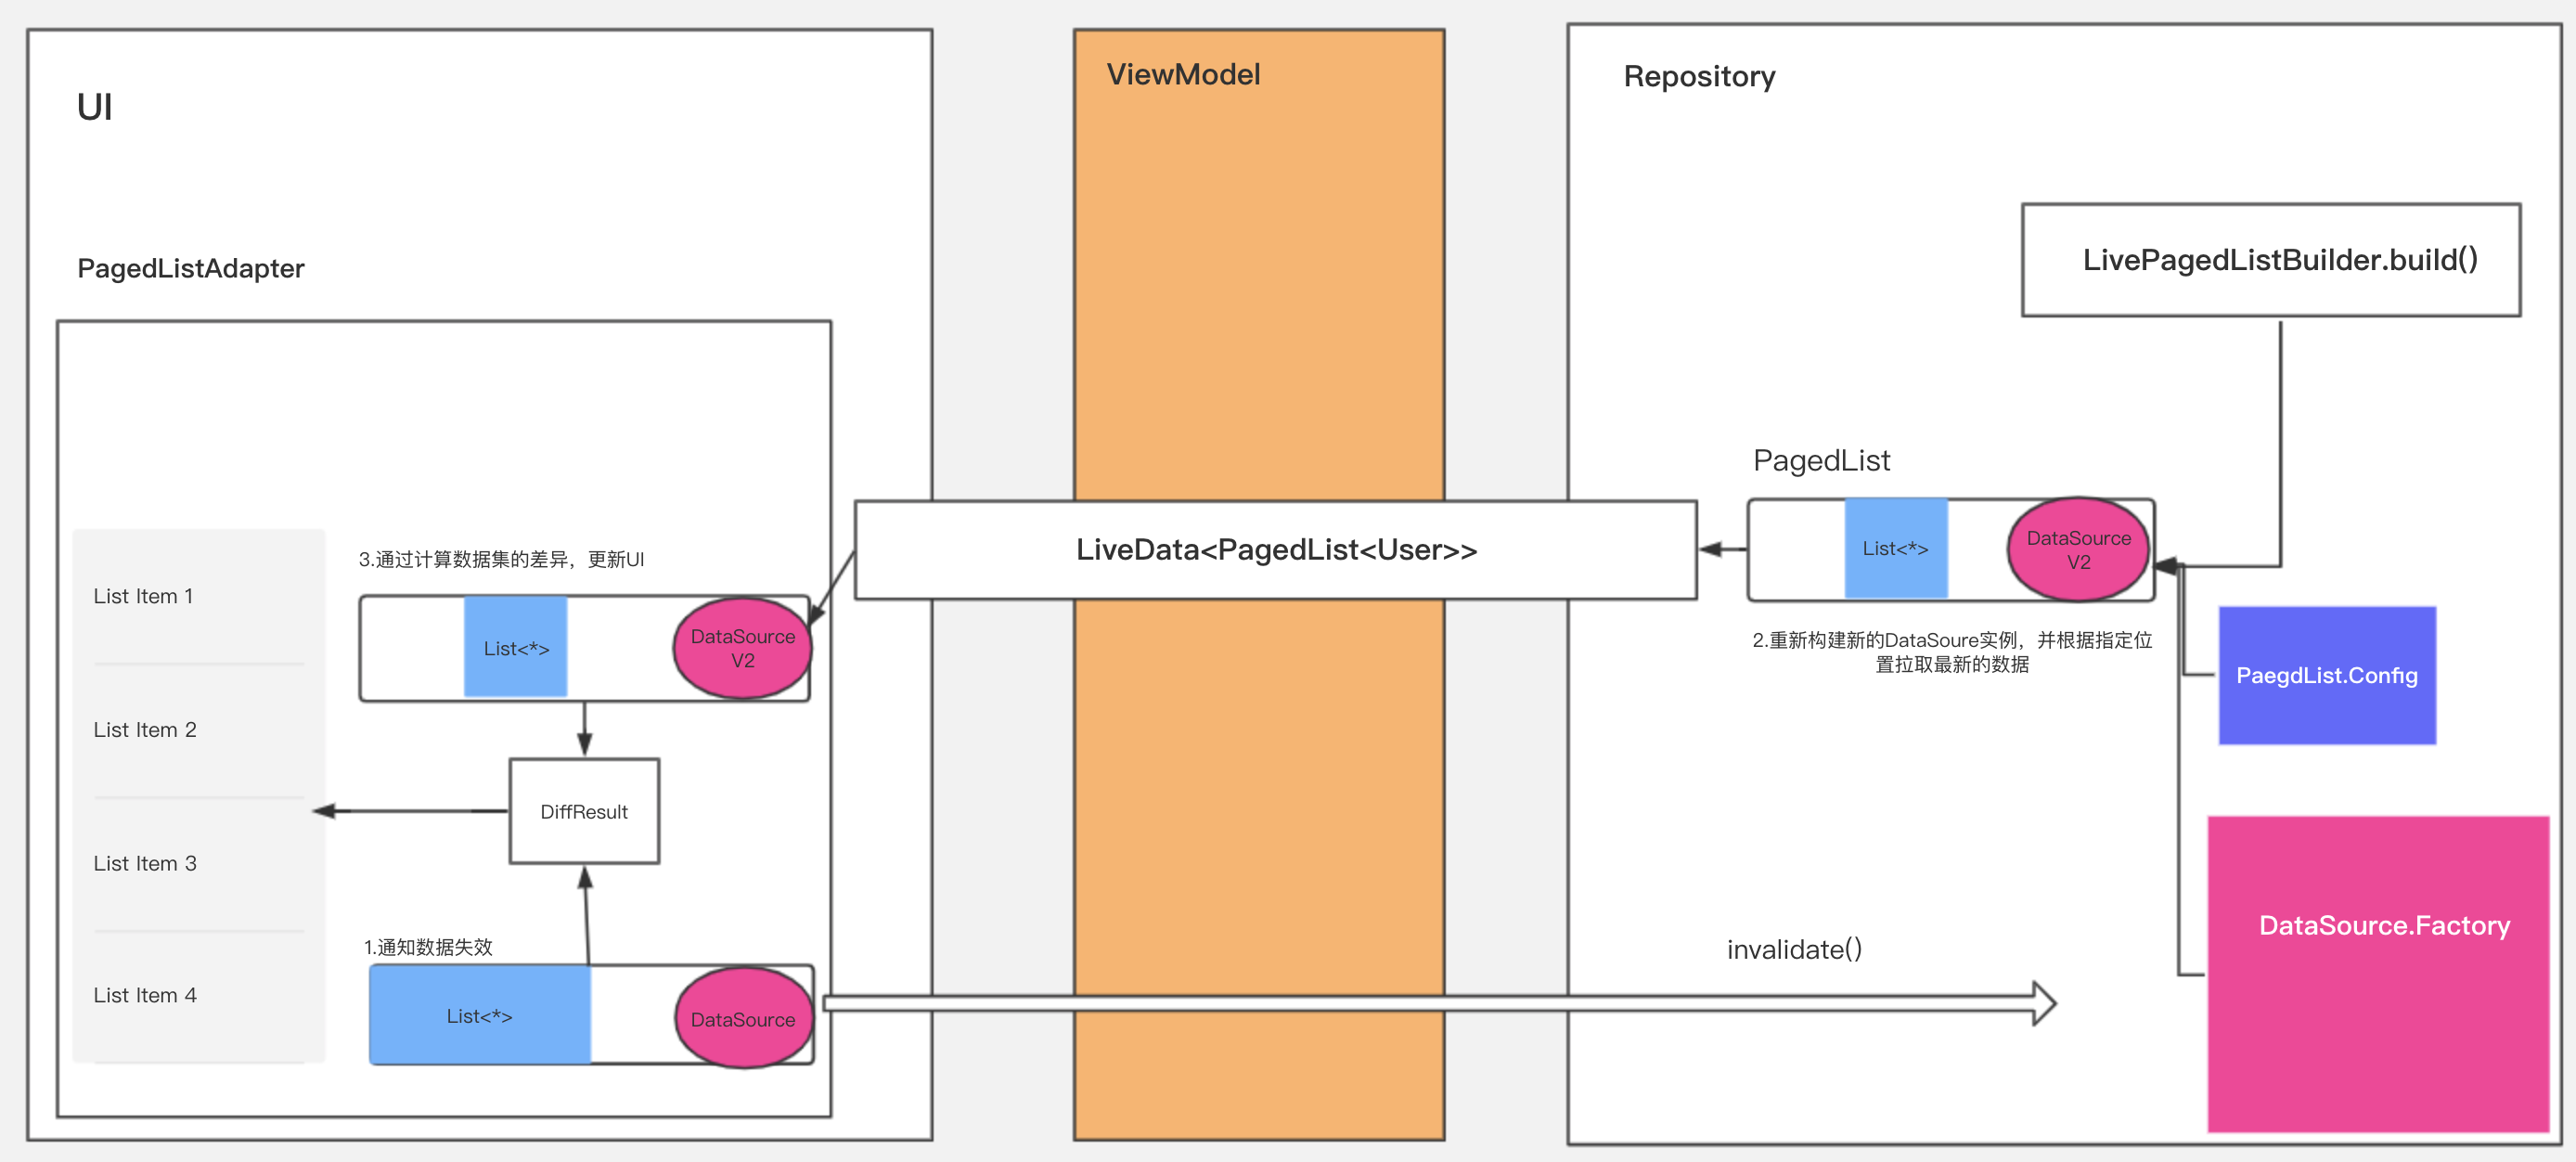 UI
PagedListAdapter
List Item 1
List Item 2
List Item 3
List Item 4
3.通过计算数据集的差异，更新UI
List<*>
DataSource
V2
DiffResult
1.通知数据失效
List<*>
DataSource
ViewModel
LiveData<PagedList<User>>
Repository
LivePagedListBuilder.build()
PagedList
List<*>
DataSource
V2
2.重新构建新的DataSoure实例，并根据指定位
置拉取最新的数据
PaegdList.Config
invalidate()
DataSource.Factory